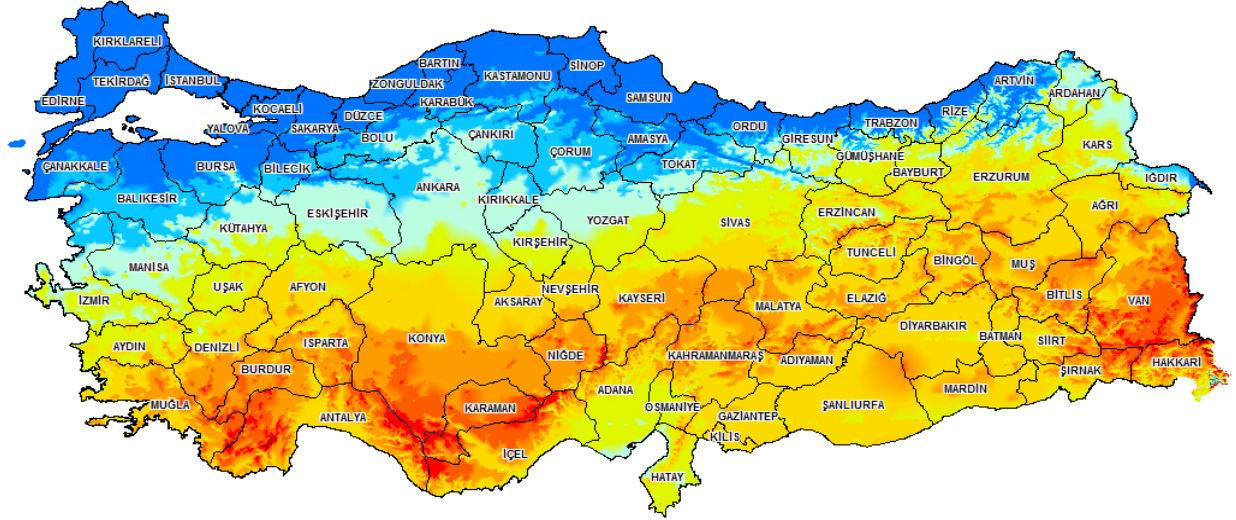 KIRKLARELİ
TEKİRDAĞ
İSTANBUL
EDİRNE
KOCAELİ
YALOVA
SAKARYA
DÜZCE
ZONGULDAK
BARTIN
KARABÜK
KASTAMONU
SİNOP
BOLU
ÇANKIRI
SAMSUN
ÇORUM
AMASYA
TOKAT
ORDU
GİRESUN
TRABZON
RİZE
ARTVİN
ARDAHAN
KARS
GÜMÜŞHANE
BAYBURT
ERZURUM
IĞDIR
AĞRI
ÇANAKKALE
BURSA
BİLECİK
BALIKESİR
KÜTAHYA
ESKİŞEHİR
ANKARA
KIRIKKALE
YOZGAT
KIRŞEHİR
SİVAS
ERZİNCAN
TUNCELİ
BİNGÖL
MUŞ
MANİSA
İZMİR
UŞAK
AFYON
AKSARAY
NEVŞEHİR
KAYSERİ
MALATYA
ELAZIĞ
BİTLİS
VAN
AYDIN
DENİZLİ
ISPARTA
BURDUR
KONYA
NİĞDE
KAHRAMANMARAŞ
ADIYAMAN
DİYARBAKIR
BATMAN
SİİRT
ŞIRNAK
HAKKARİ
MUĞLA
ANTALYA
KARAMAN
İÇEL
ADANA
OSMANİYE
GAZİANTEP
KİLİS
ŞANLIURFA
MARDİN
HATAY